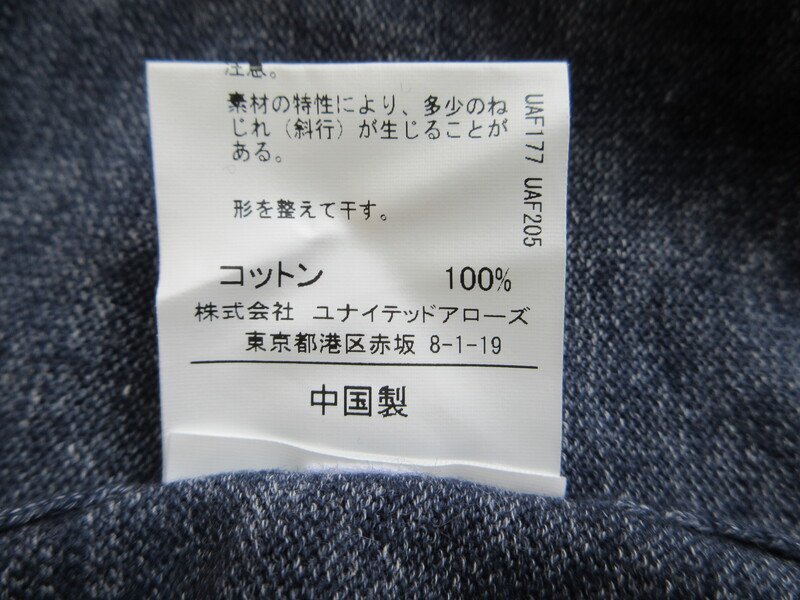 注意。
素材の特性により、多少のね
じれ（斜行）が生じることが
ある。
形を整えて干す。
コットン 100%
株式会社 ユナイテッドアローズ
東京都港区赤坂 8-1-19
中国製
UAF177 UAF205